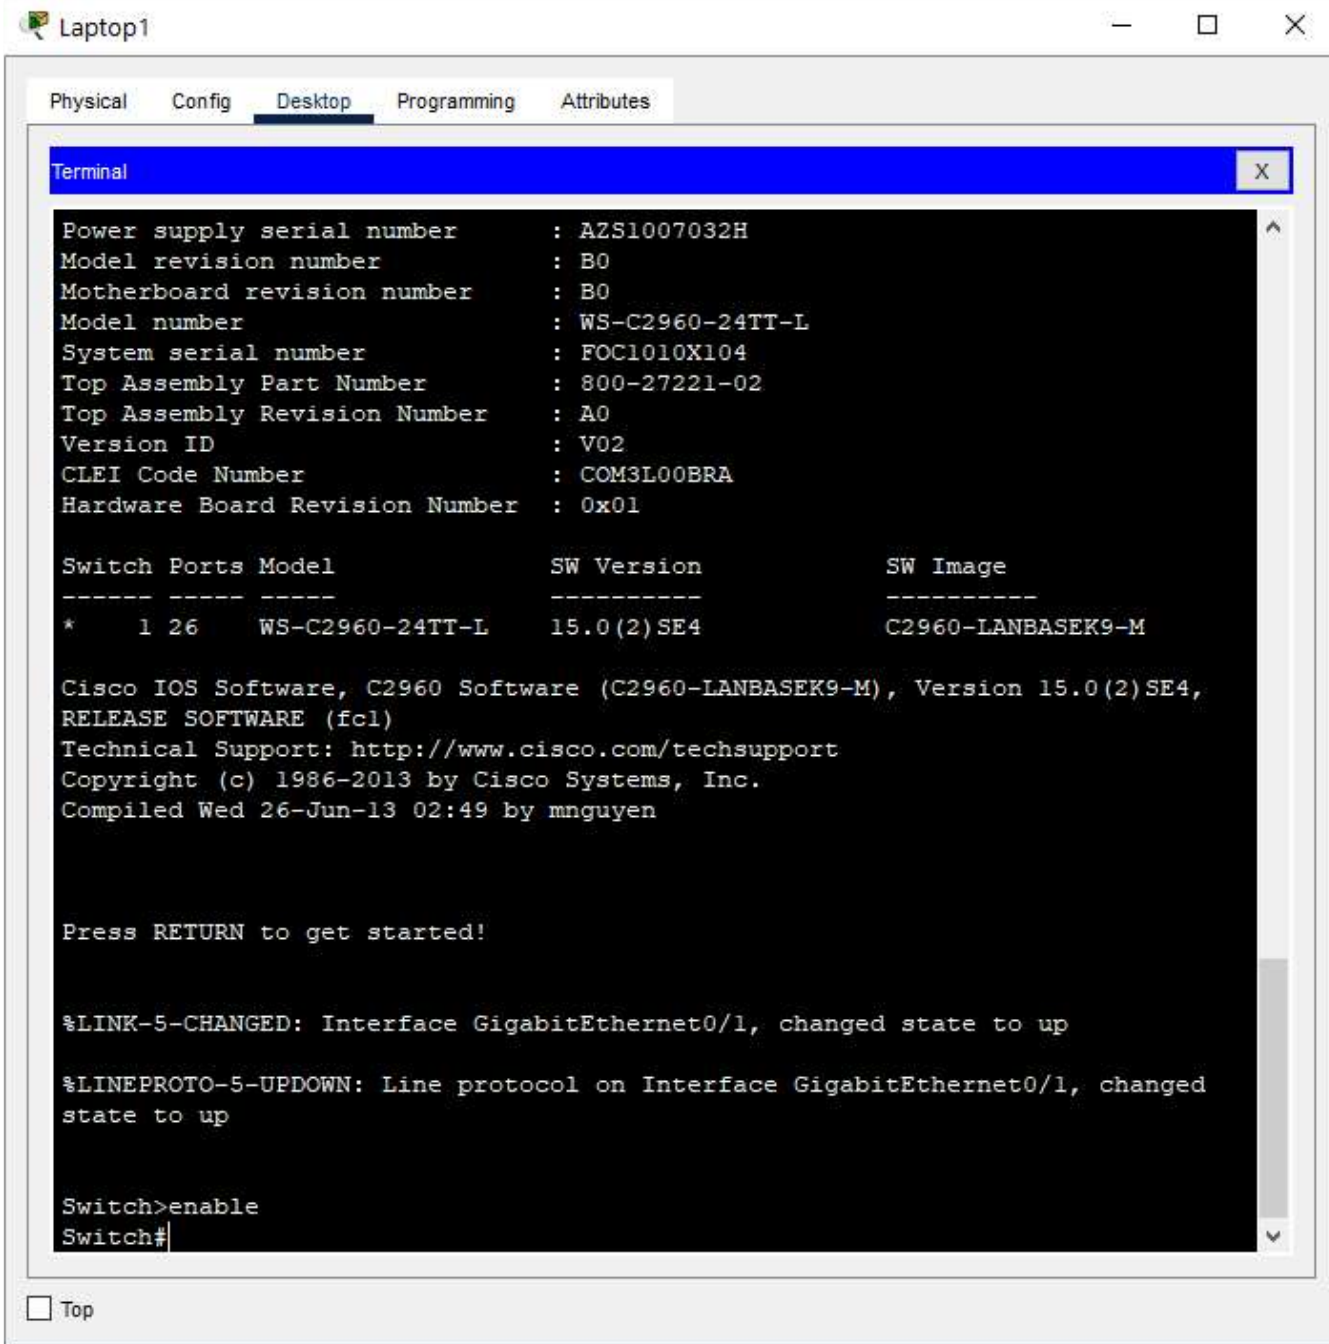 Laptop1
Physical Config Desktop Programming Attributes
Terminal X
Power supply serial number : AZS1007032H
Model revision number : B0
Motherboard revision number : B0
Model number : WS-C2960-24TT-L
System serial number : FOC1010X104
Top Assembly Part Number : 800-27221-02
Top Assembly Revision Number : A0
Version ID : V02
CLEI Code Number : COM3L00BRA
Hardware Board Revision Number : 0x01
Switch Ports Model SW Version SW Image
------ ----- ----- ---------- ----------
* 1 26 WS-C2960-24TT-L 15.0(2)SE4 C2960-LANBASEK9-M
Cisco IOS Software, C2960 Software (C2960-LANBASEK9-M), Version 15.0(2)SE4,
RELEASE SOFTWARE (fc1)
Technical Support: http://www.cisco.com/techsupport
Copyright (c) 1986-2013 by Cisco Systems, Inc.
Compiled Wed 26-Jun-13 02:49 by mnguyen
Press RETURN to get started!
%LINK-5-CHANGED: Interface GigabitEthernet0/1, changed state to up
%LINEPROTO-5-UPDOWN: Line protocol on Interface GigabitEthernet0/1, changed
state to up
Switch>enable
Switch#
Top